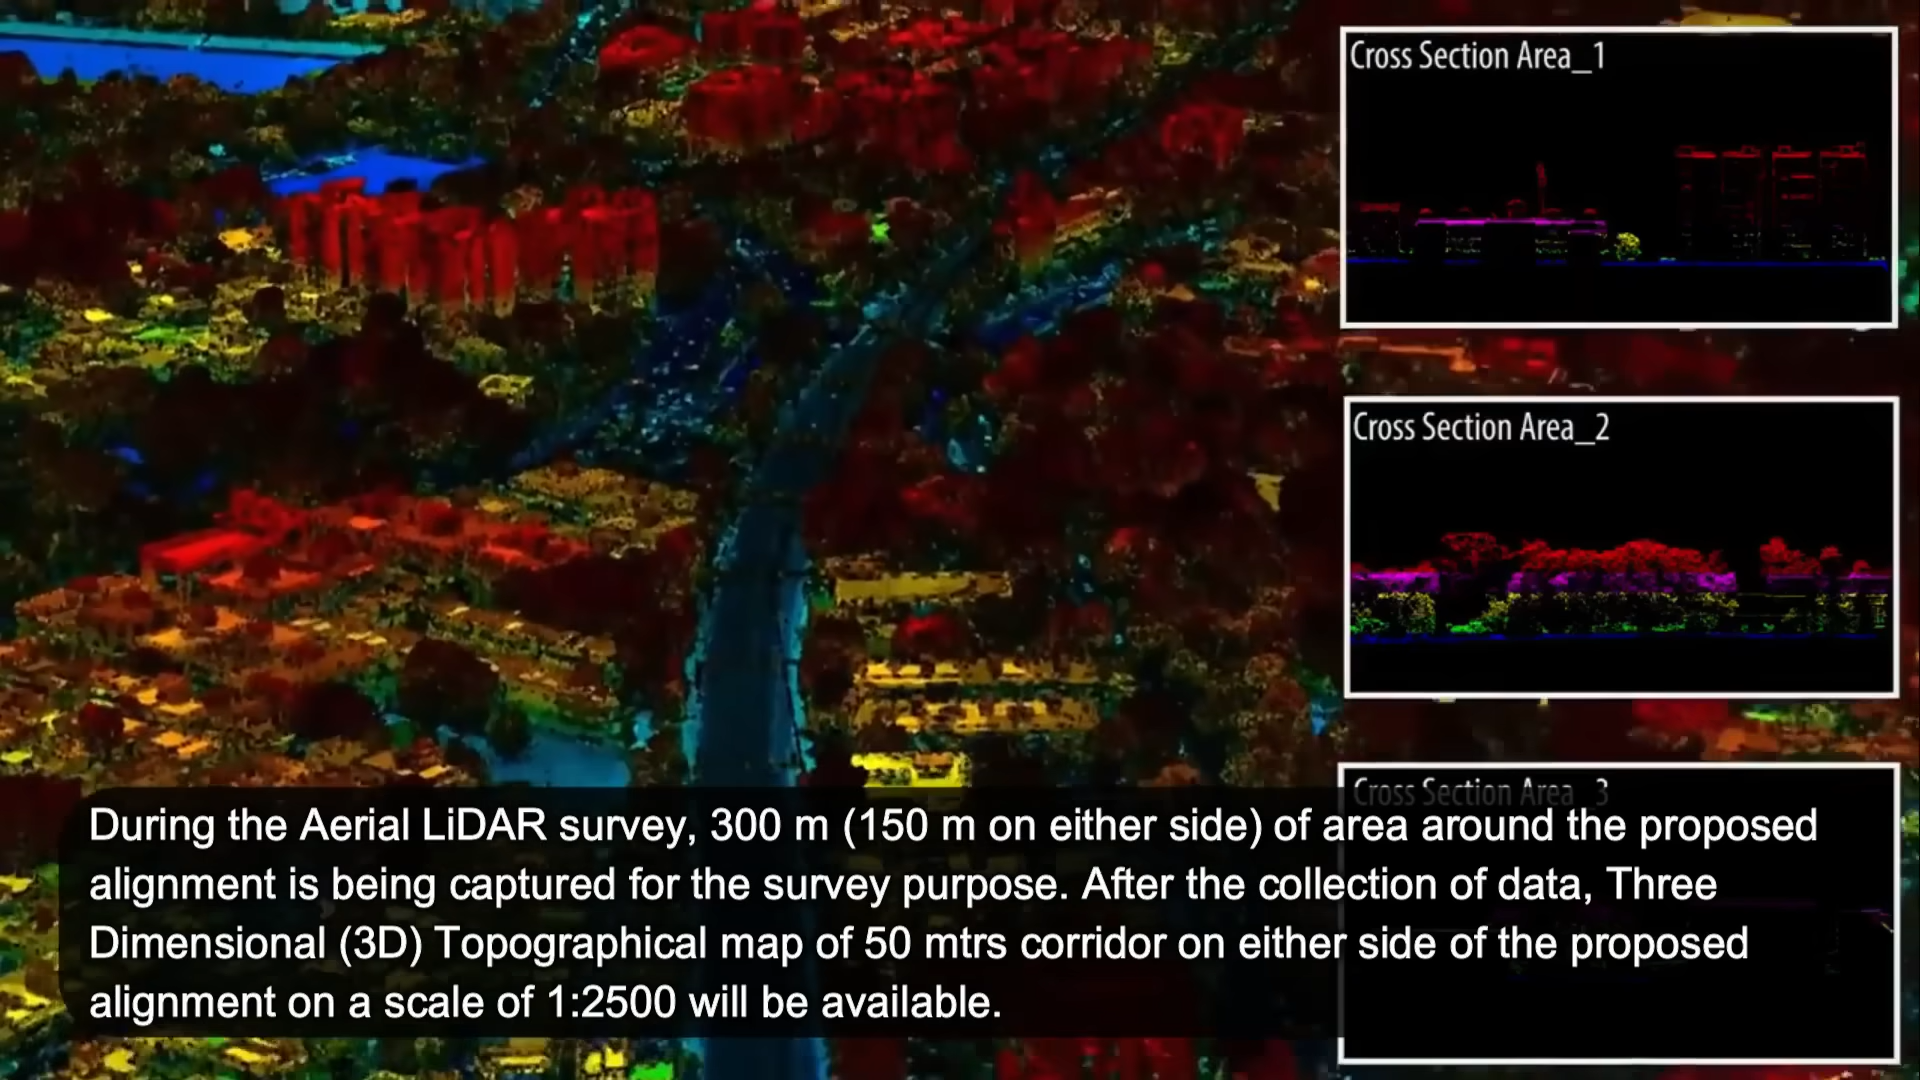 Cross Section Area_1
Cross Section Area_2
Cross Section Area_3
During the Aerial LiDAR survey, 300 m (150 m on either side) of area around the proposed
alignment is being captured for the survey purpose. After the collection of data, Three
Dimensional (3D) Topographical map of 50 mtrs corridor on either side of the proposed
alignment on a scale of 1:2500 will be available.